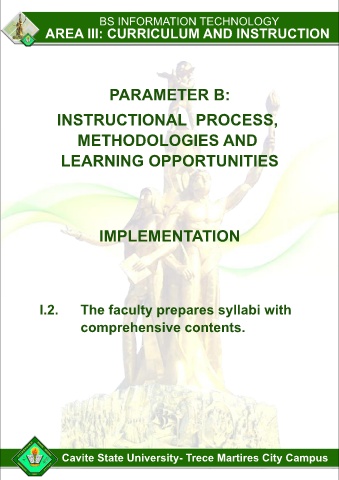 BS INFORMATION TECHNOLOGY
AREA III: CURRICULUM AND INSTRUCTION
PARAMETER B:
INSTRUCTIONAL PROCESS,
METHODOLOGIES AND
LEARNING OPPORTUNITIES
IMPLEMENTATION
I.2. The faculty prepares syllabi with
comprehensive contents.
Cavite State University- Trece Martires City Campus